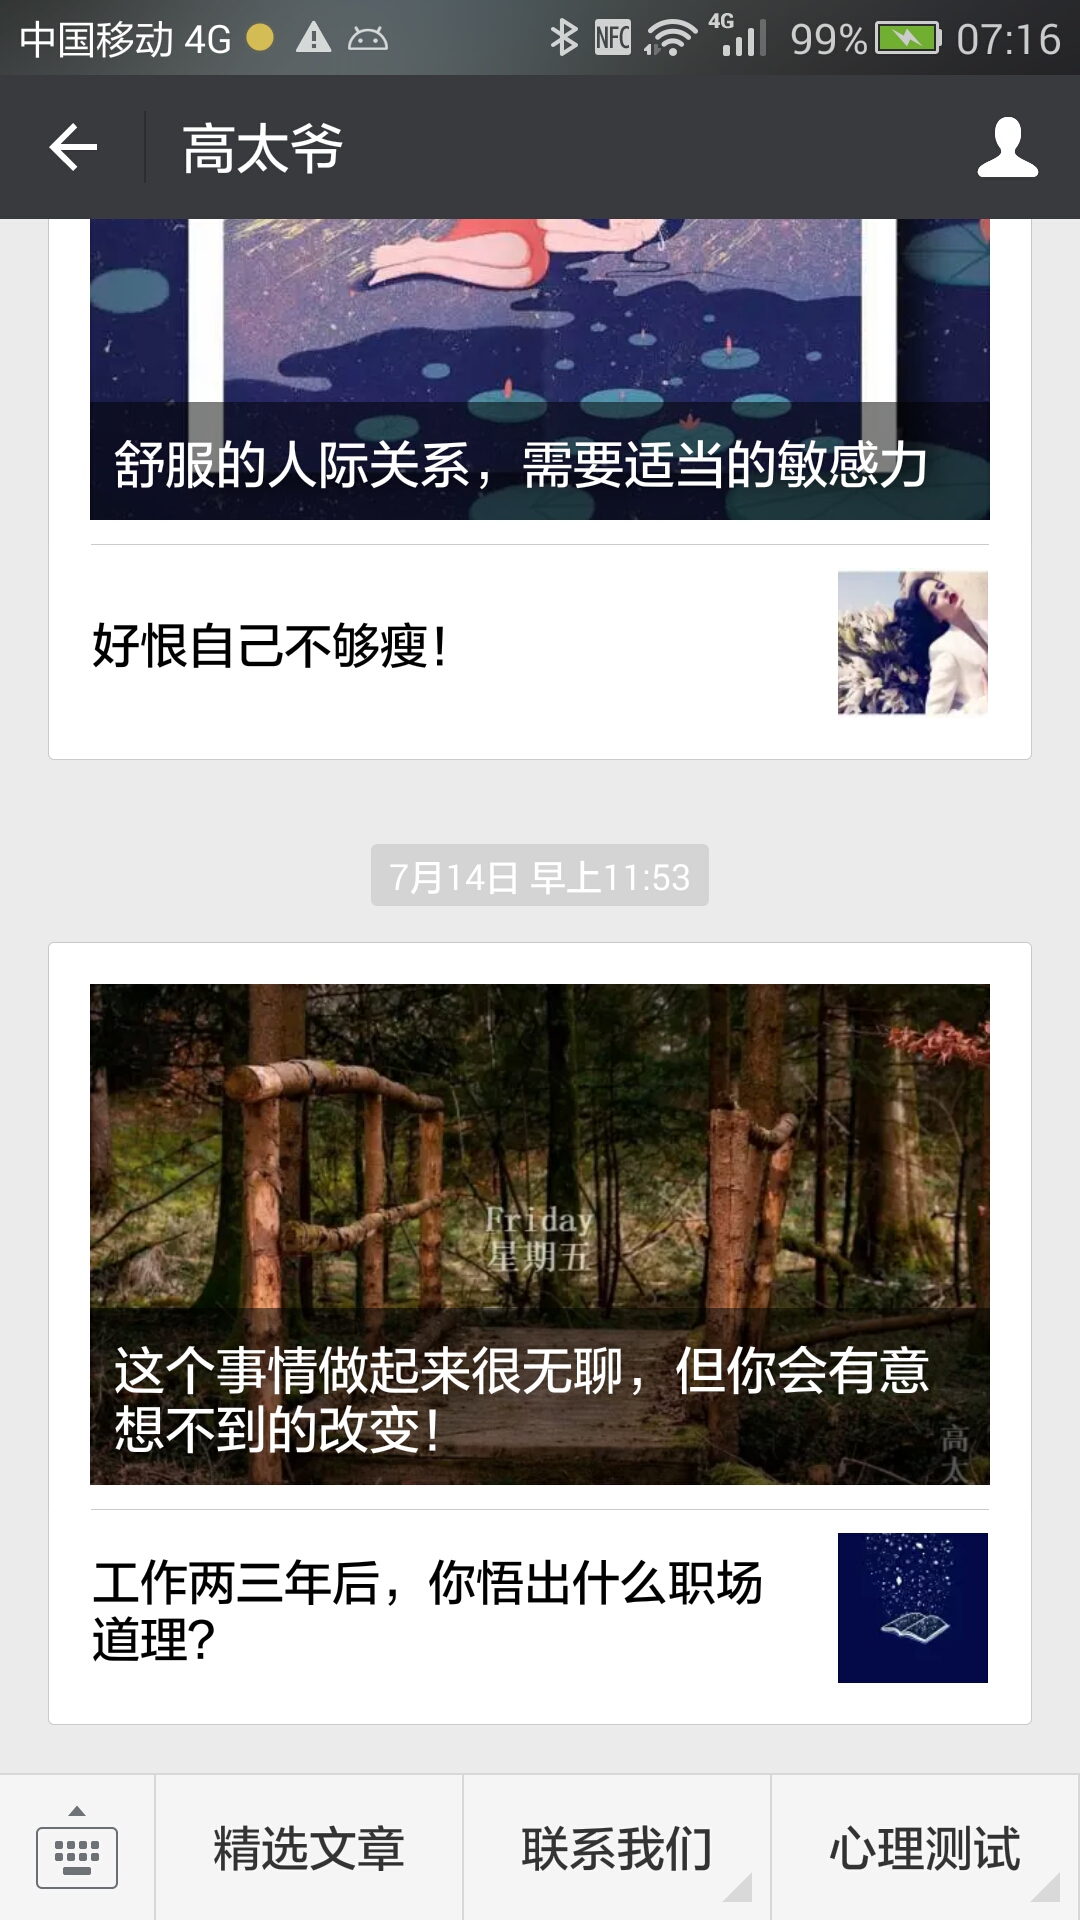 中国移动 4G
NFC
4G
99%
07:16
高太爷
舒服的人际关系，需要适当的敏感力
好恨自己不够瘦！
7月14日 早上11:53
Friday
星期五
这个事情做起来很无聊，但你会有意
想不到的改变！
高
太
工作两三年后，你悟出什么职场
道理？
精选文章
联系我们
心理测试